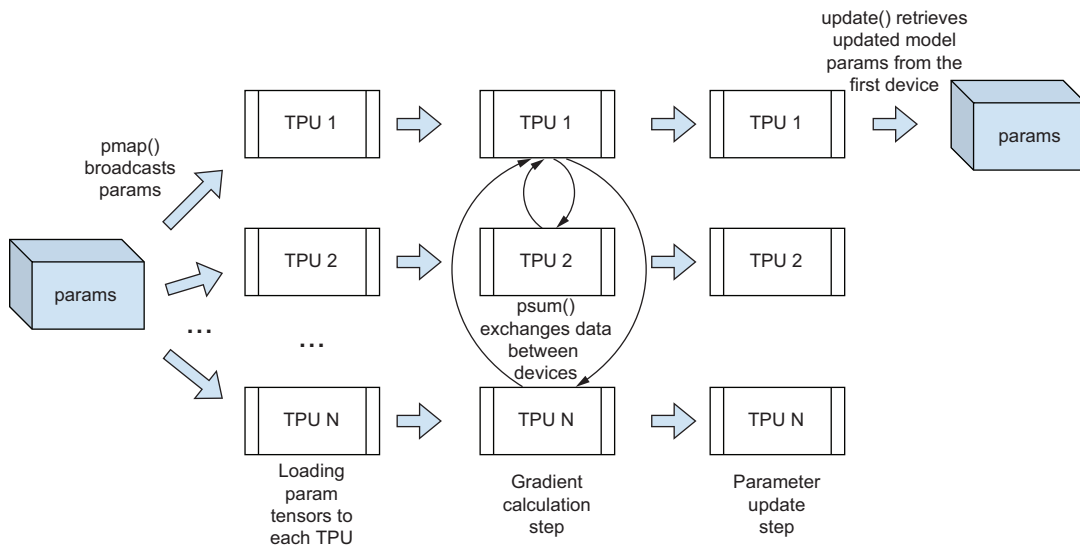 update() retrieves
updated model
params from the
first device
TPU 1
TPU 1
TPU 1
params
pmap()
broadcasts
params
TPU 2
TPU 2
TPU 2
params
...
...
psum()
exchanges data
between
devices
TPU N
TPU N
TPU N
Loading
param
tensors to
each TPU
Gradient
calculation
step
Parameter
update
step